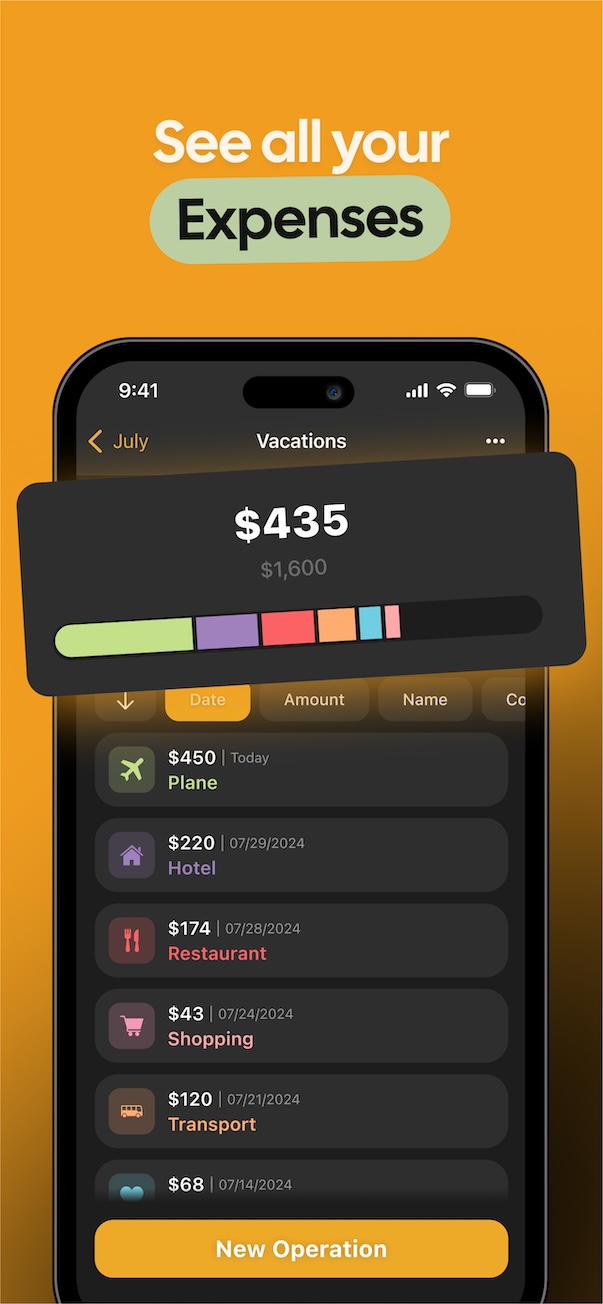 See all your
Expenses
9:41
July
Vacations
$435
$1,600
Date
Amount
Name
Co
$450 | Today
Plane
$220 | 07/29/2024
Hotel
$174 | 07/28/2024
Restaurant
$43 | 07/24/2024
Shopping
$120 | 07/21/2024
Transport
$68 | 07/14/2024
New Operation